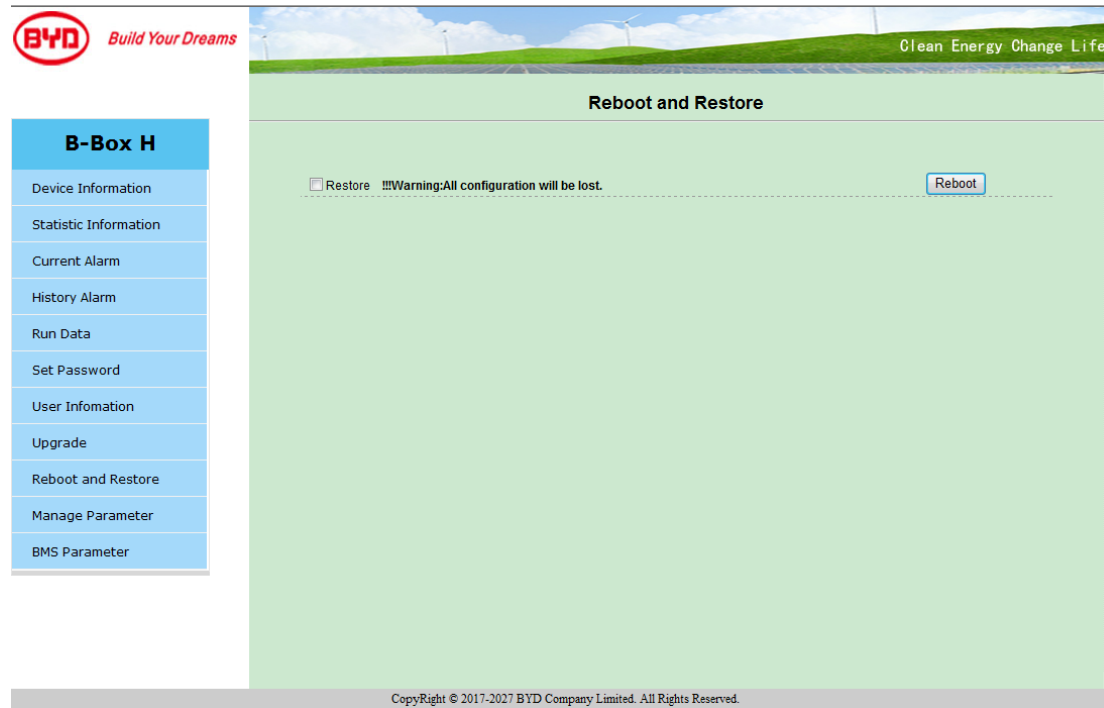 BYD Build Your Dreams
Clean Energy Change Life
Reboot and Restore
B-Box H
Device Information
Statistic Information
Current Alarm
History Alarm
Run Data
Set Password
User Infomation
Upgrade
Reboot and Restore
Manage Parameter
BMS Parameter
Restore !!!Warning:All configuration will be lost. Reboot
CopyRight © 2017-2027 BYD Company Limited. All Rights Reserved.